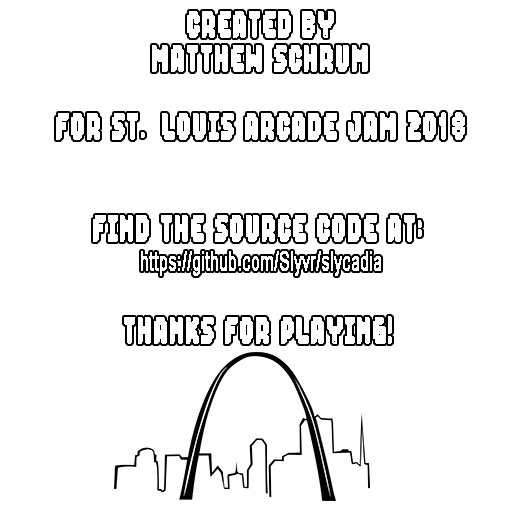 CREATED BY
MATTHEW SCHRUM
FOR ST. LOUIS ARCADE JAM 2018
FIND THE SOURCE CODE AT:
https://github.com/Slyvr/slycadia
THANKS FOR PLAYING!